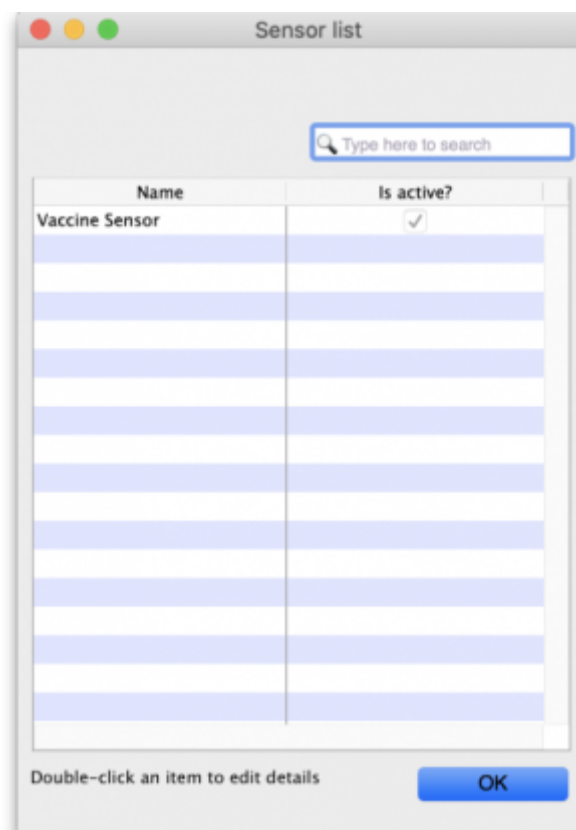 Sensor list
Type here to search
Name Is active?
Vaccine Sensor
Double-click an item to edit details
OK